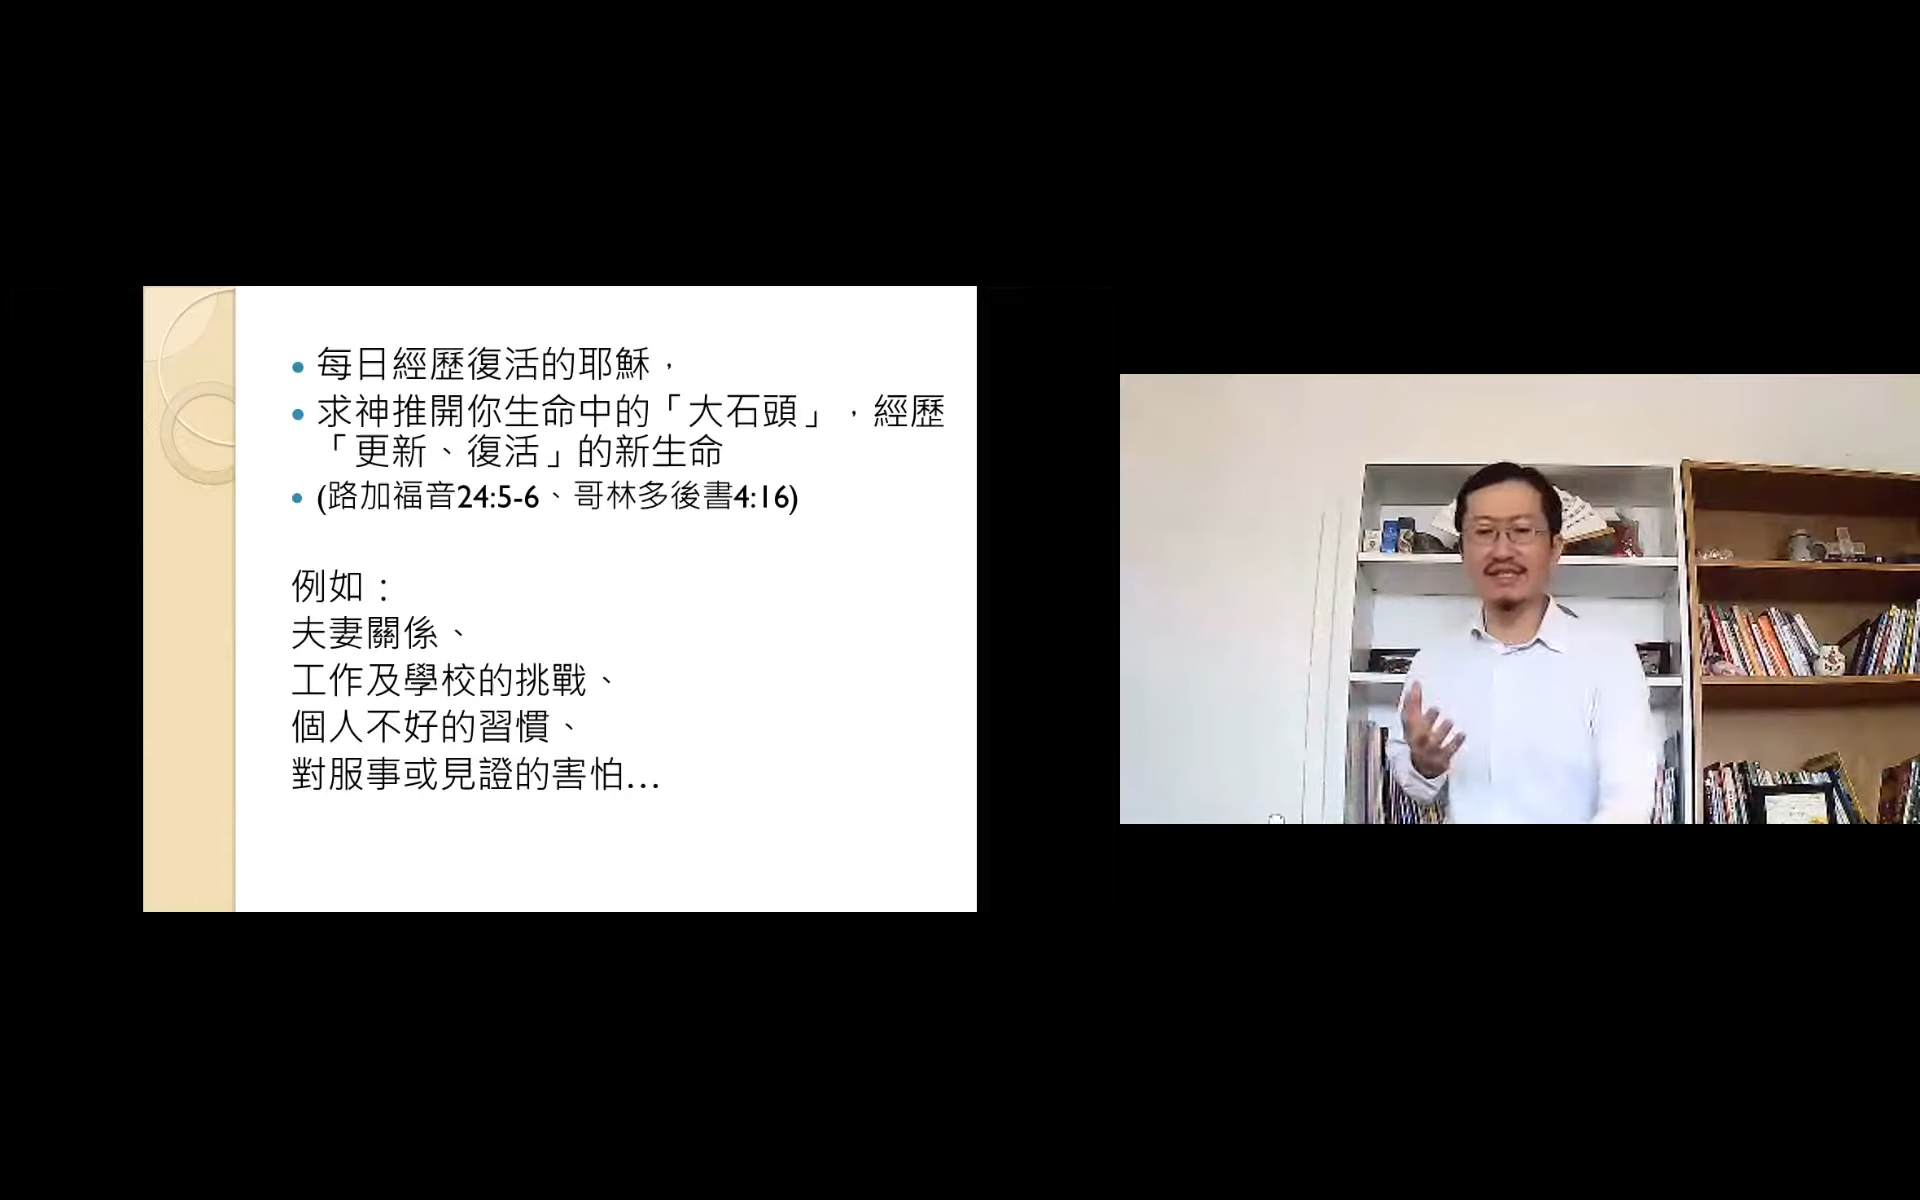 每日經歷復活的耶穌，
求神推開你生命中的「大石頭」，經歷
「更新、復活」的新生命
(路加福音24:5-6、哥林多後書4:16)
例如：
夫妻關係、
工作及學校的挑戰、
個人不好的習慣、
對服事或見證的害怕…